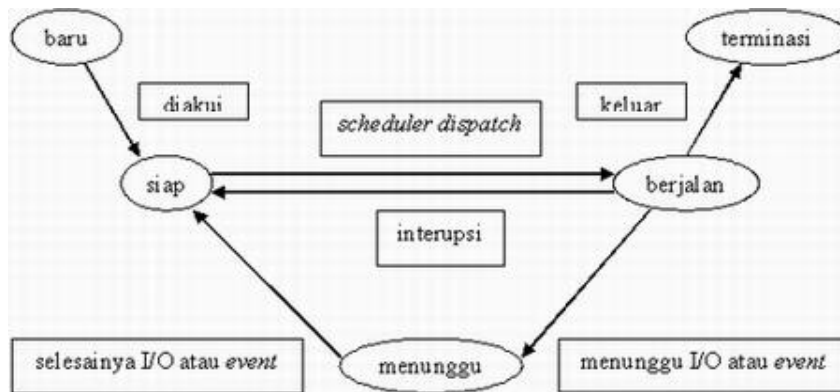 baru
terminasi
diakui
keluar
scheduler dispatch
siap
berjalan
interupsi
selesainya I/O atau event
menunggu
menunggu I/O atau event